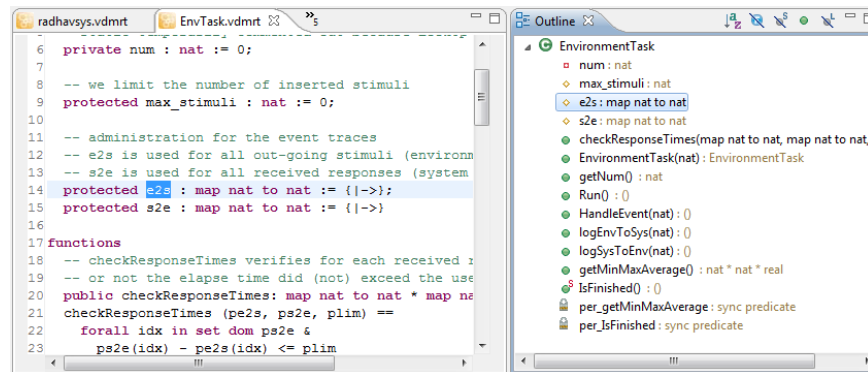 radhavsys.vdmrt
EnvTask.vdmrt
»5
6 private num : nat := 0;
7
8 -- we limit the number of inserted stimuli
9 protected max_stimuli : nat := 0;
10
11 -- administration for the event traces
12 -- e2s is used for all out-going stimuli (environm
13 -- s2e is used for all received responses (system
14 protected e2s : map nat to nat := {|->};
15 protected s2e : map nat to nat := {|->}
16
17 functions
18 -- checkResponseTimes verifies for each received r
19 -- or not the elapse time did (not) exceed the use
20 public checkResponseTimes: map nat to nat * map na
21 checkResponseTimes (pe2s, ps2e, plim) ==
22 forall idx in set dom ps2e &
23 ps2e(idx) - pe2s(idx) <= plim
Outline
EnvironmentTask
num : nat
max_stimuli : nat
e2s : map nat to nat
s2e : map nat to nat
checkResponseTimes(map nat to nat, map nat to nat,
EnvironmentTask(nat) : EnvironmentTask
getNum() : nat
Run() : ()
HandleEvent(nat) : ()
logEnvToSys(nat) : ()
logSysToEnv(nat) : ()
getMinMaxAverage() : nat * nat * real
IsFinished() : ()
per_getMinMaxAverage : sync predicate
per_IsFinished : sync predicate